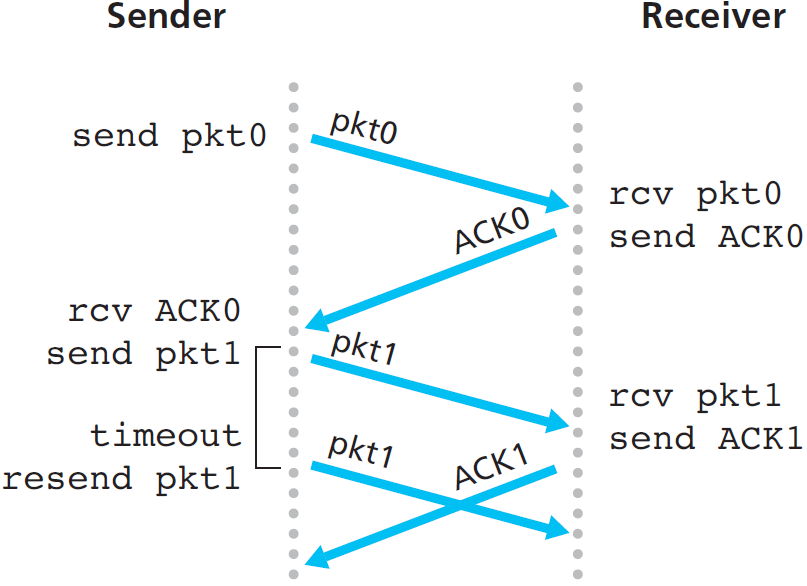 Sender
Receiver
send pkt0
pkt0
rcv pkt0
send ACK0
ACK0
rcv ACK0
send pkt1
pkt1
rcv pkt1
send ACK1
timeout
resend pkt1
pkt1
ACK1